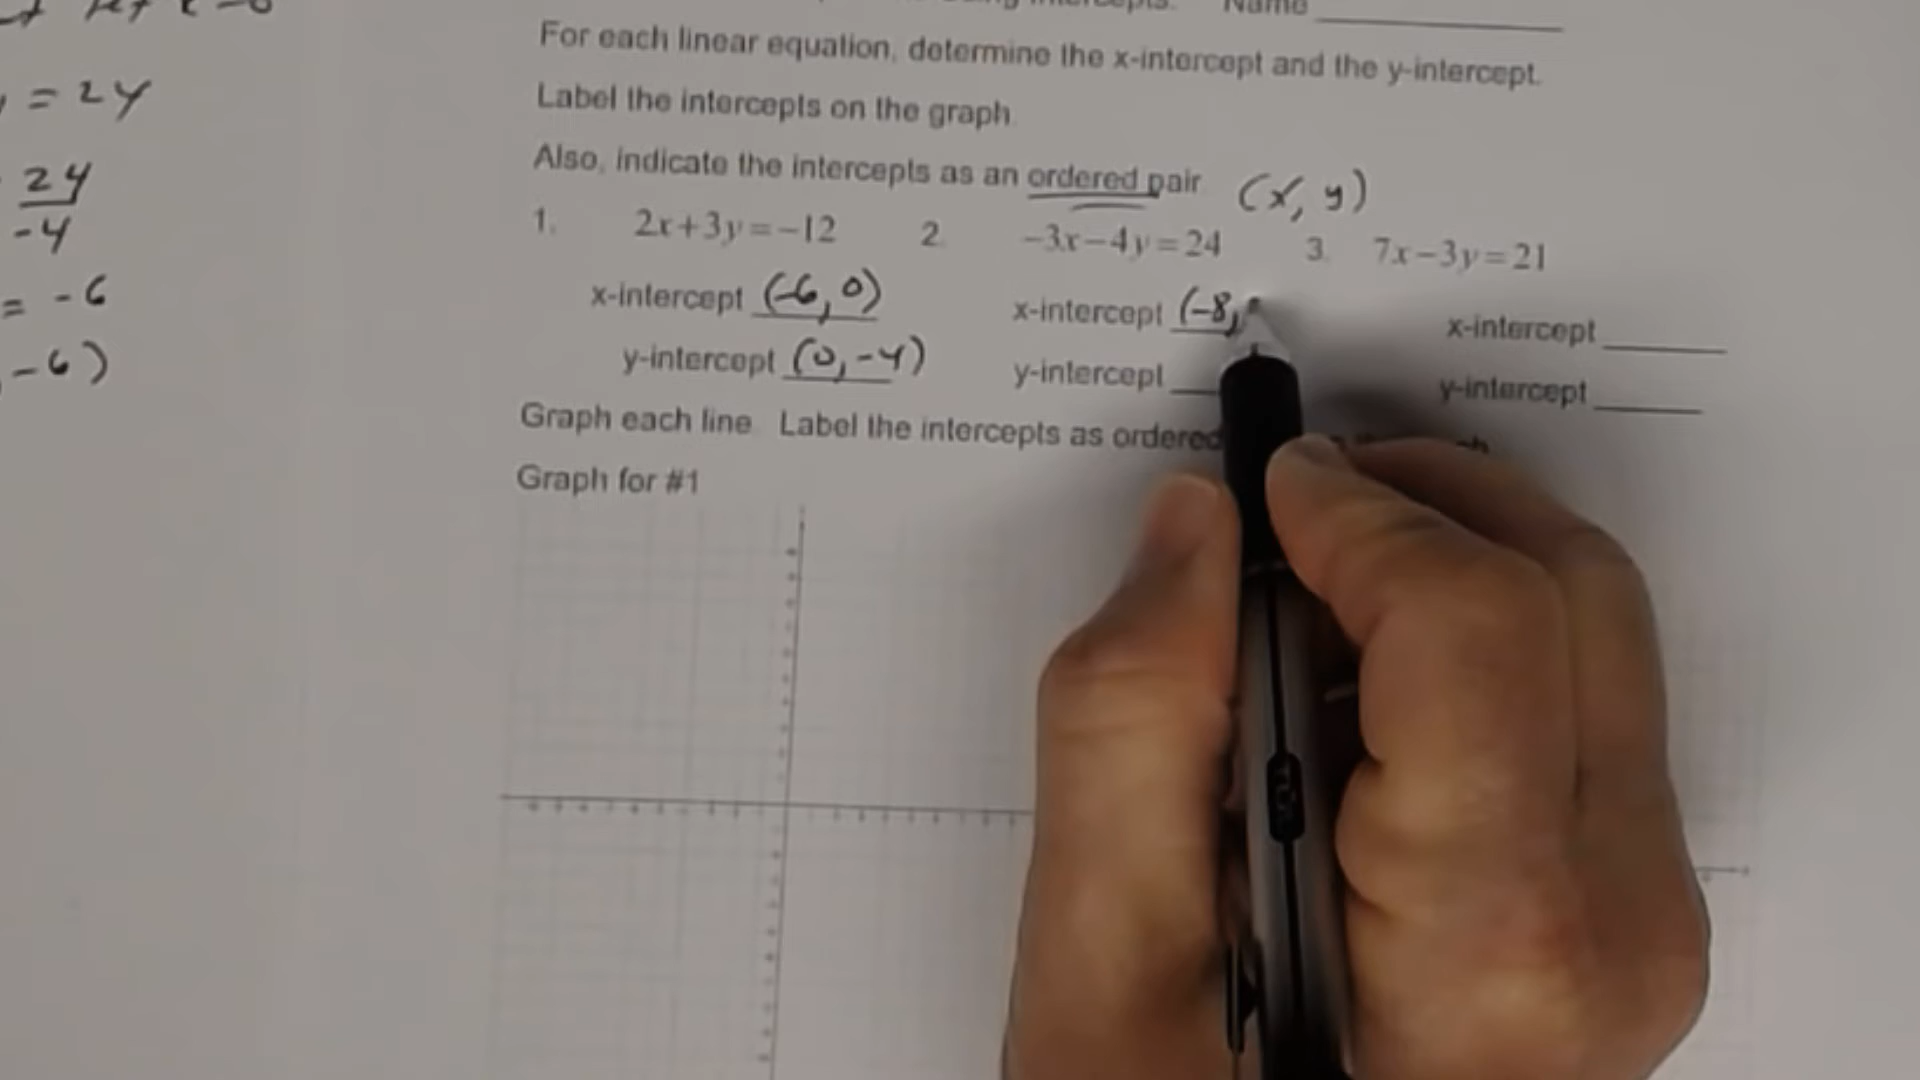 = 24
24
-4
= -6
-6)
intercepts. Name
For each linear equation, determine the x-intercept and the y-intercept.
Label the intercepts on the graph.
Also, indicate the intercepts as an ordered pair (x, y)
1. 2x+3y=-12 2. -3x-4y=24 3. 7x-3y=21
x-intercept (-6, 0) x-intercept (-8, x-intercept
y-intercept (0, -4) y-intercept y-intercept
Graph each line. Label the intercepts as ordered
Graph for #1